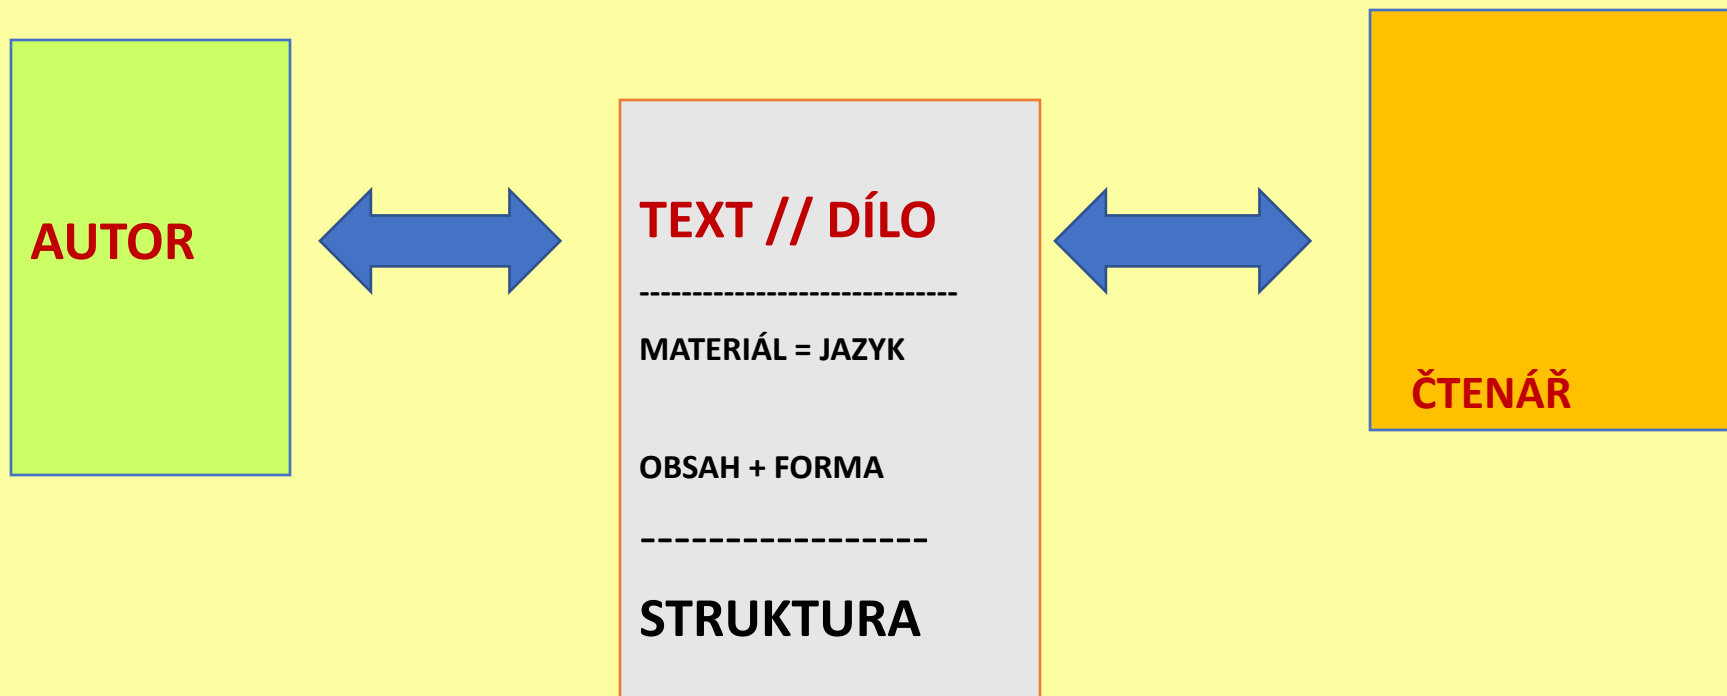 AUTOR
TEXT // DÍLO
------------------------------
MATERIÁL = JAZYK
OBSAH + FORMA
-----------------
STRUKTURA
ČTENÁŘ